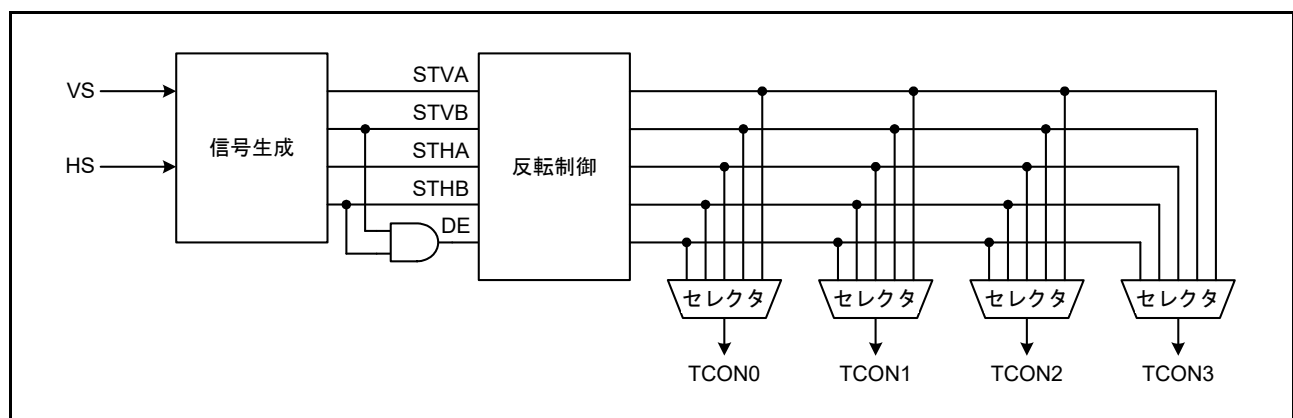 VS
HS
信号生成
STVA
STVB
STHA
STHB
DE
反転制御
セレクタ
セレクタ
セレクタ
セレクタ
TCON0
TCON1
TCON2
TCON3